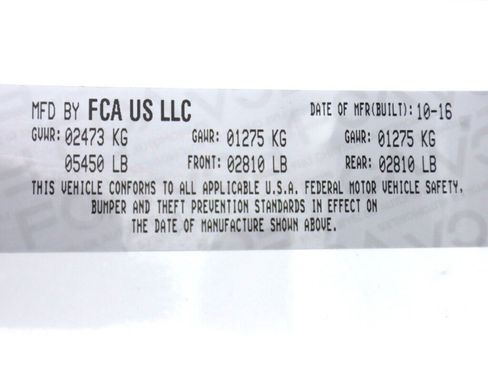 MFD BY FCA US LLC DATE OF MFR(BUILT): 10-16
GVWR: 02473 KG GAWR: 01275 KG GAWR: 01275 KG
05450 LB FRONT: 02810 LB REAR: 02810 LB
THIS VEHICLE CONFORMS TO ALL APPLICABLE U.S.A. FEDERAL MOTOR VEHICLE SAFETY,
BUMPER AND THEFT PREVENTION STANDARDS IN EFFECT ON
THE DATE OF MANUFACTURE SHOWN ABOVE.